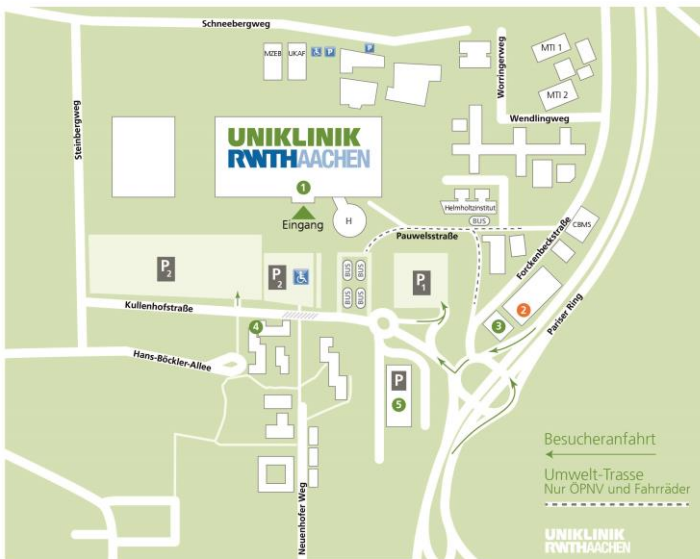 Schneebergweg
MZEB
UKAF
P
P
MTI 1
MTI 2
Worringerweg
Wendlingweg
Steinbergweg
UNIKLINIK
RWTHAACHEN
1
Eingang
H
Helmholtzinstitut
BUS
Pauwelsstraße
CBMS
Forckenbeckstraße
P2
P2
BUS
BUS
BUS
BUS
P1
Kullenhofstraße
Pariser Ring
2
3
4
Hans-Böckler-Allee
P
5
Neuenhofer Weg
Besucheranfahrt
Umwelt-Trasse
Nur ÖPNV und Fahrräder
UNIKLINIK
RWTHAACHEN